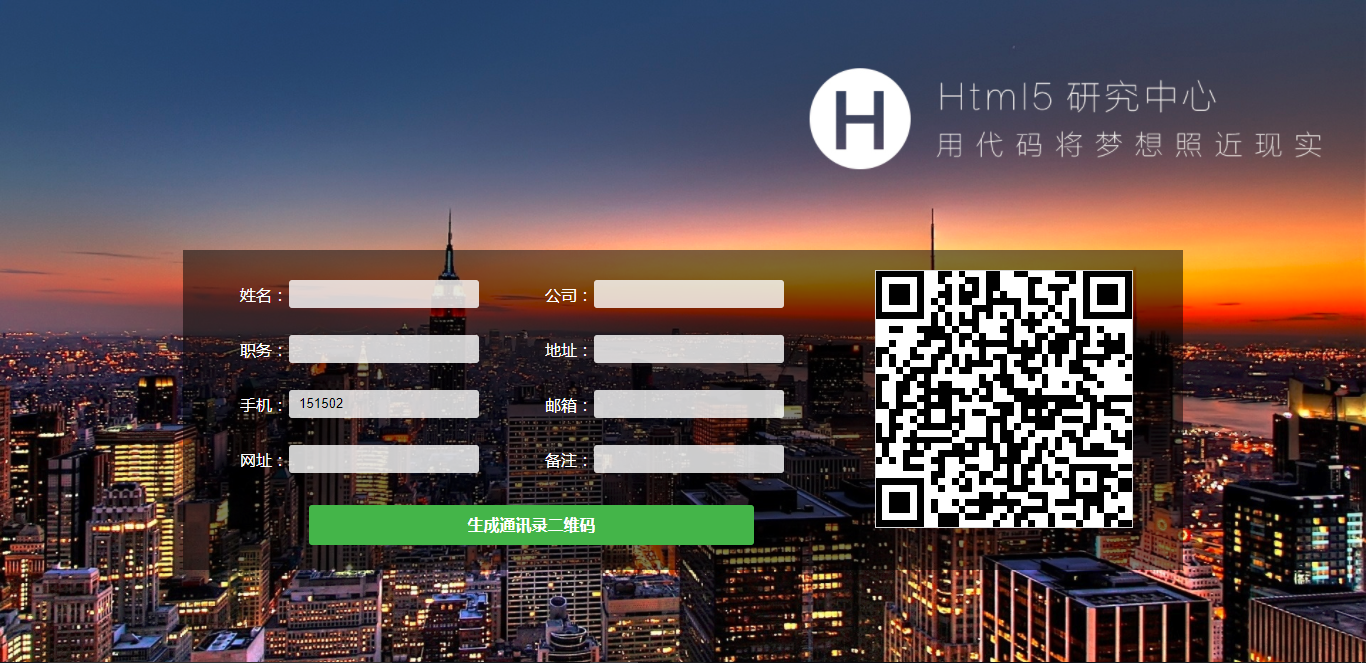 H
Html5 研究中心
用代码将梦想照近现实
姓名： 公司：
职务： 地址：
手机： 151502 邮箱：
网址： 备注：
生成通讯录二维码